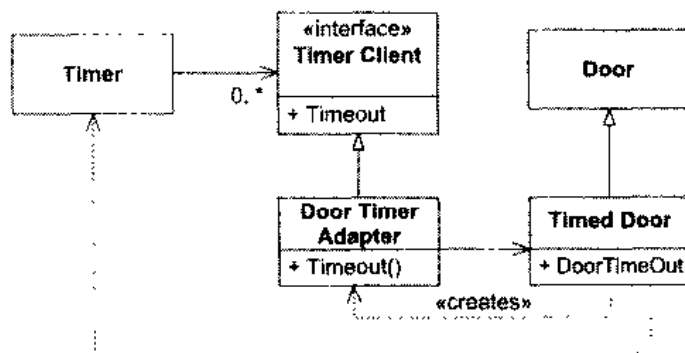 «interface»
Timer Client
Timer
Door
0. *
+ Timeout
Door Timer
Adapter
Timed Door
+ Timeout()
+ DoorTimeOut
«creates»